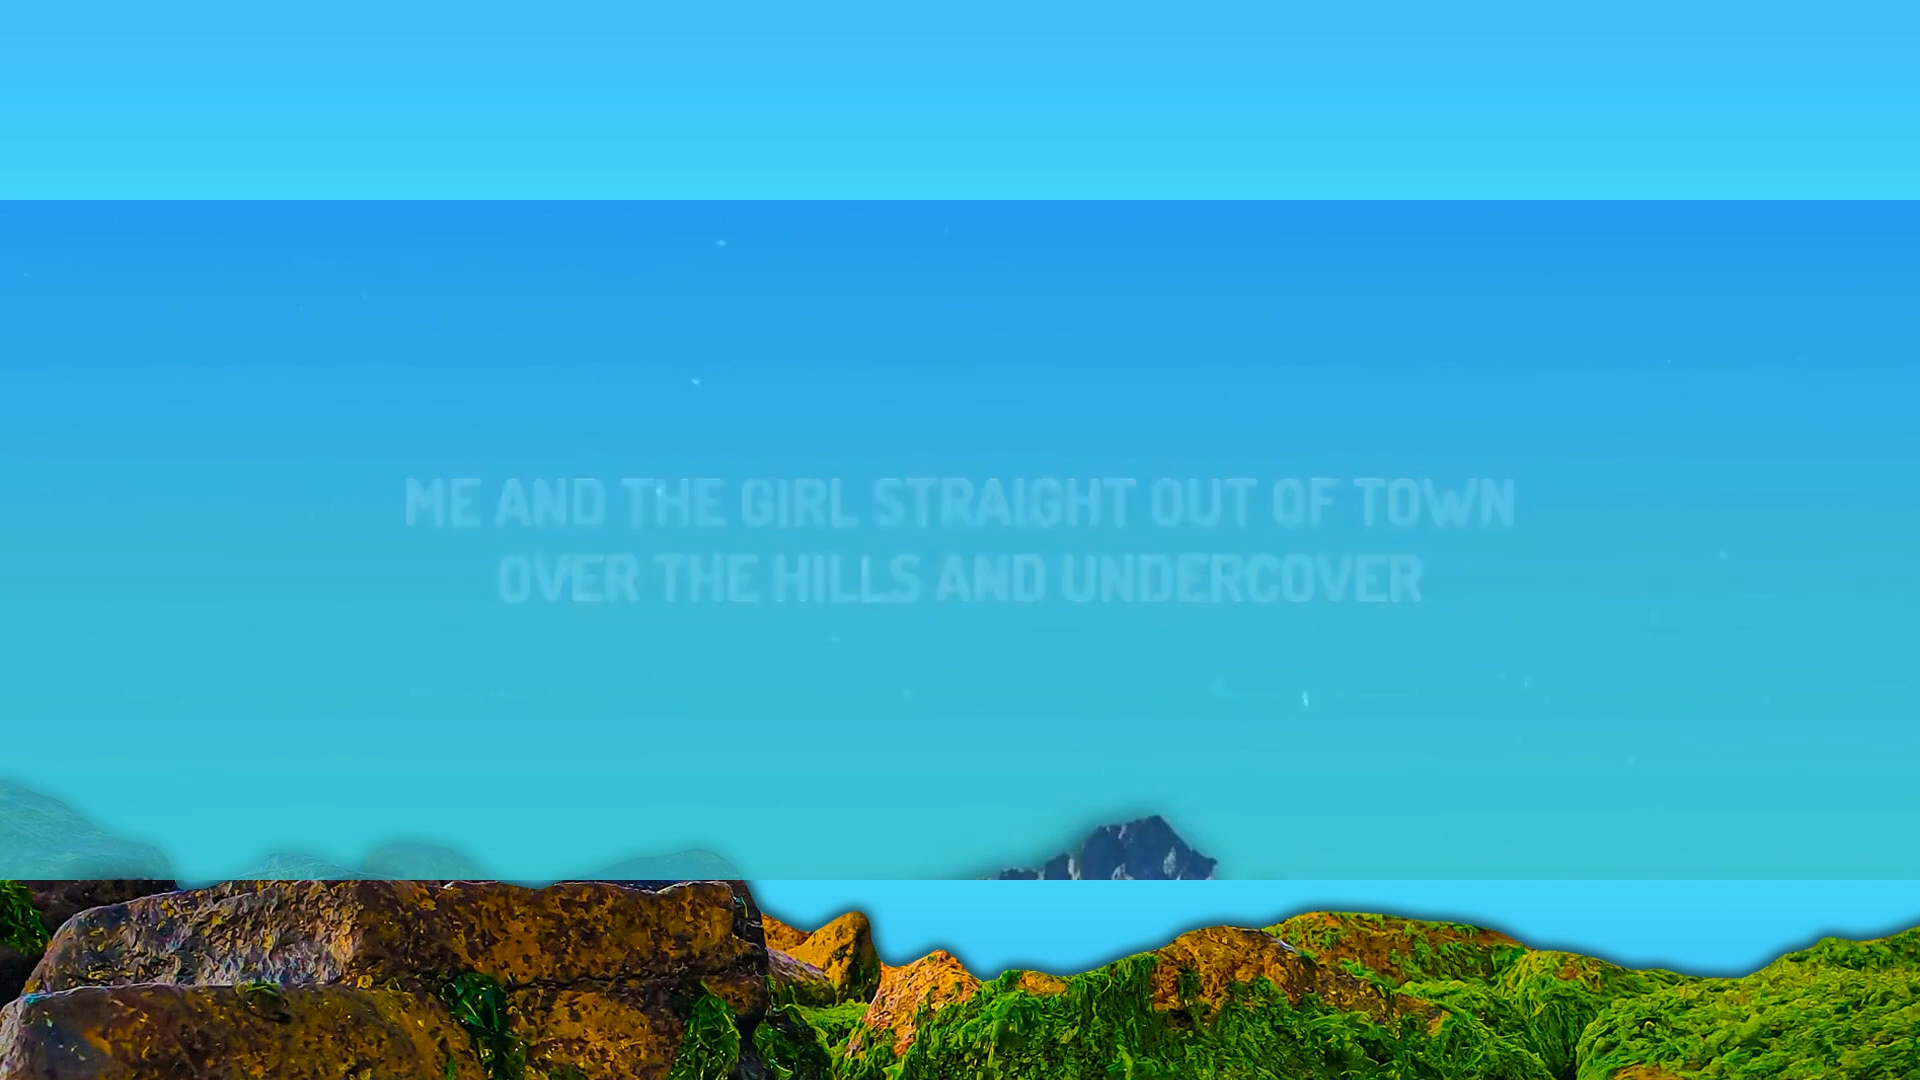 ME AND THE GIRL STRAIGHT OUT OF TOWN
OVER THE HILLS AND UNDERCOVER